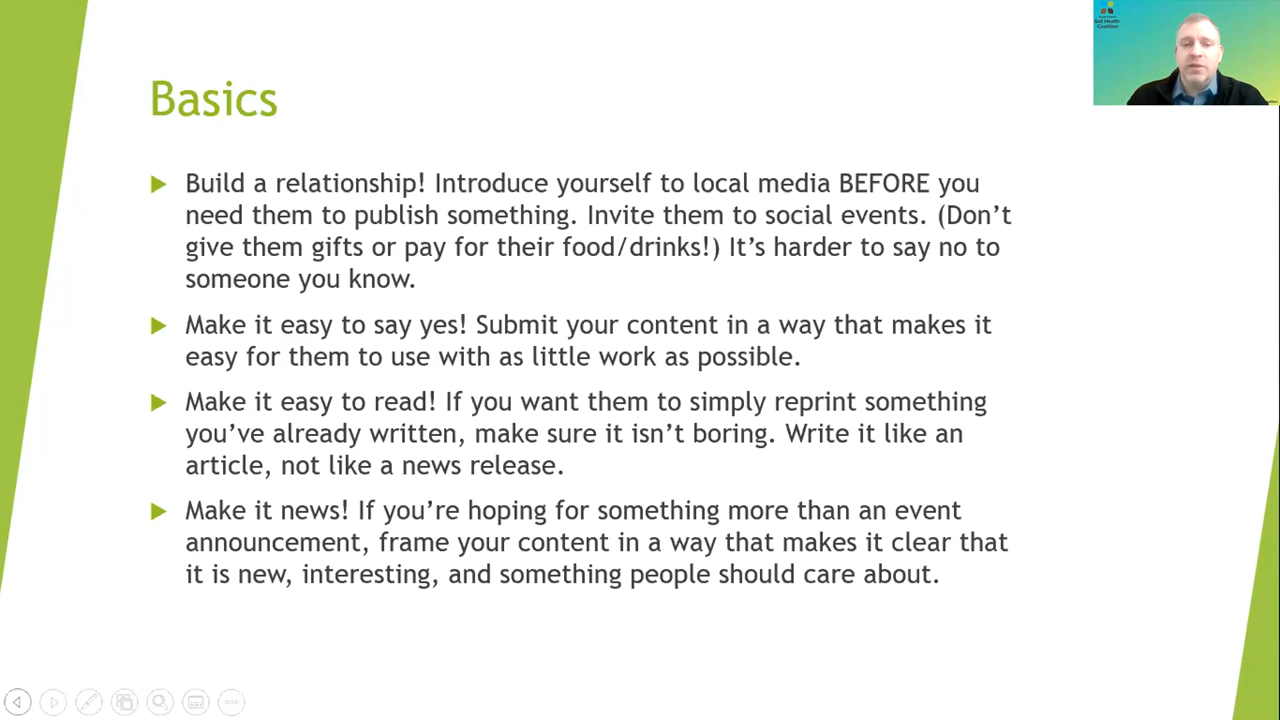 Soil Health
Coalition
Basics
Build a relationship! Introduce yourself to local media BEFORE you
need them to publish something. Invite them to social events. (Don't
give them gifts or pay for their food/drinks!) It's harder to say no to
someone you know.
Make it easy to say yes! Submit your content in a way that makes it
easy for them to use with as little work as possible.
Make it easy to read! If you want them to simply reprint something
you've already written, make sure it isn't boring. Write it like an
article, not like a news release.
Make it news! If you're hoping for something more than an event
announcement, frame your content in a way that makes it clear that
it is new, interesting, and something people should care about.